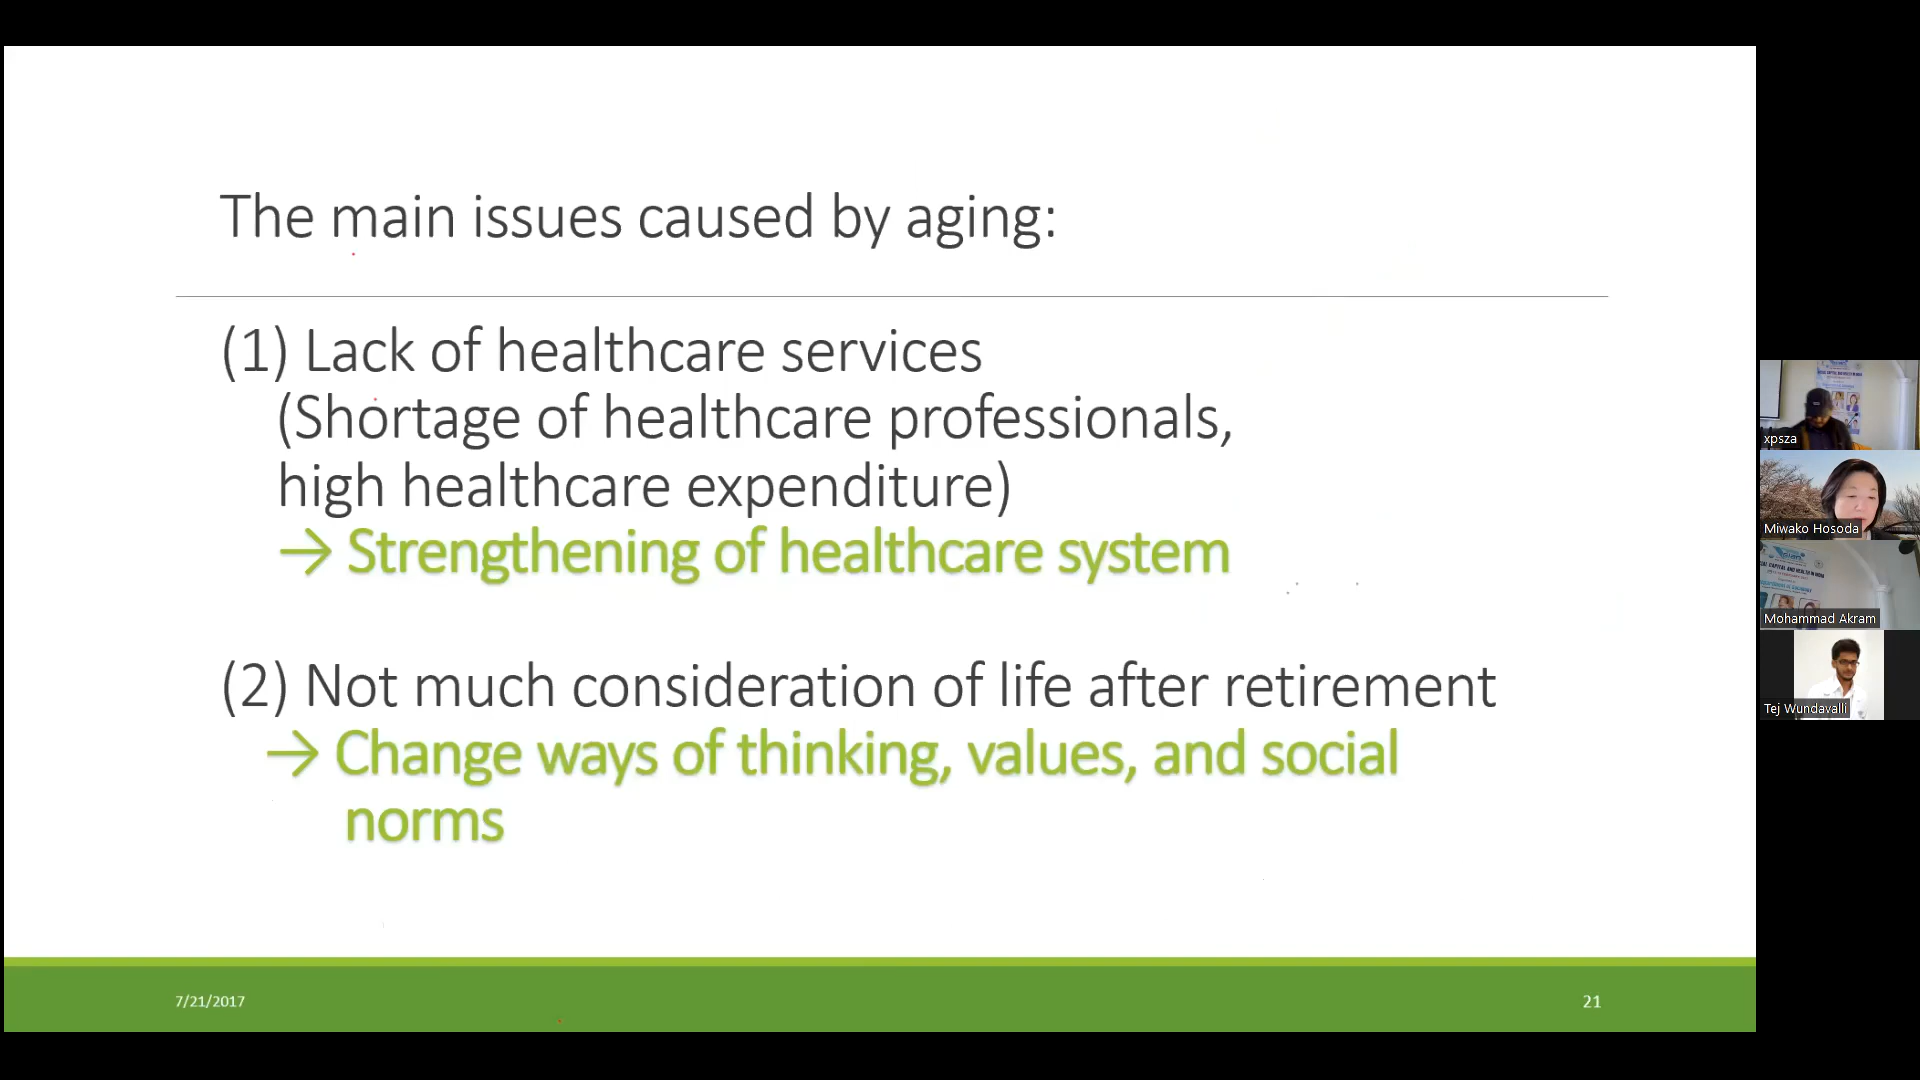 The main issues caused by aging:
(1) Lack of healthcare services
(Shortage of healthcare professionals,
high healthcare expenditure)
→ Strengthening of healthcare system
(2) Not much consideration of life after retirement
→ Change ways of thinking, values, and social
norms
7/21/2017
21
xpsza
Miwako Hosoda
Mohammad Akram
Tej Wundavalli